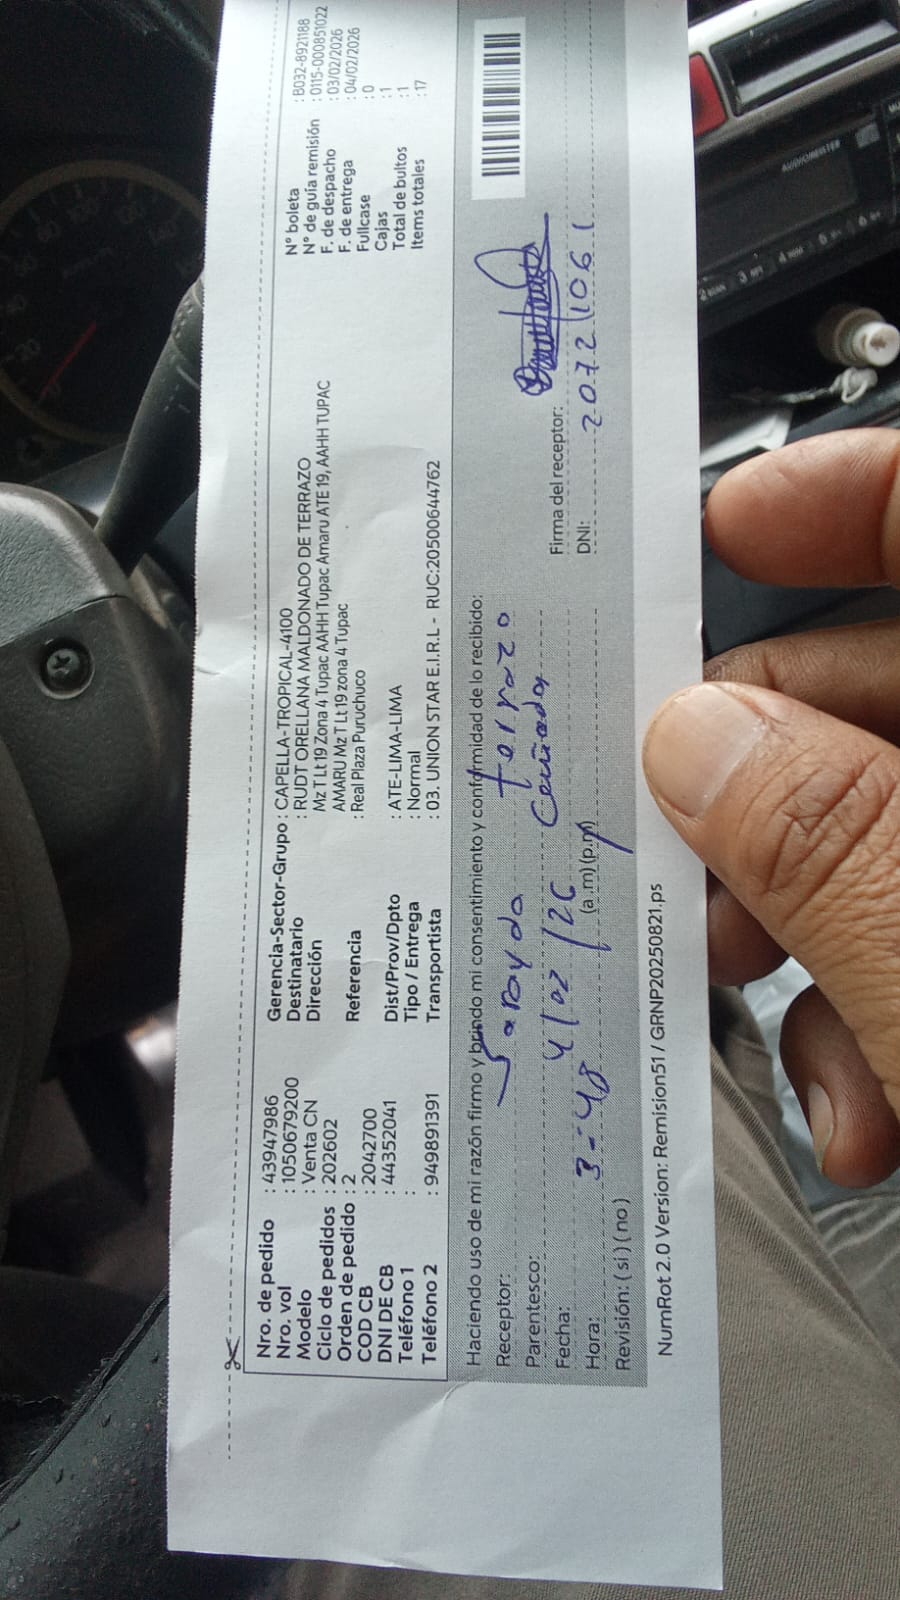 Nro. de pedido : 43947986
Nro. vol : 1050679200
Modelo : Venta CN
Ciclo de pedidos : 202602
Orden de pedido : 2
COD CB : 2042700
DNI DE CB : 44352041
Teléfono 1 :
Teléfono 2 : 949891391
Gerencia-Sector-Grupo : CAPELLA-TROPICAL-4100
Destinatario : RUDT ORELLANA MALDONADO DE TERRAZO
Dirección Mz T Lt 19 Zona 4 Tupac AAHH Tupac Amaru ATE 19, AAHH TUPAC
AMARU Mz T Lt 19 zona 4 Tupac
Referencia : Real Plaza Puruchuco
Dist/Prov/Dpto : ATE-LIMA-LIMA
Tipo / Entrega : Normal
Transportista : 03. UNION STAR E.I.R.L - RUC:20500644762
N° boleta : B032-8921188
N° de guía remisión : 0115-000851022
F. de despacho : 03/02/2026
F. de entrega : 04/02/2026
Fullcase : 0
Cajas : 1
Total de bultos : 1
Items totales : 17
Haciendo uso de mi razón firmo y brindo mi consentimiento y conformidad de lo recibido:
Receptor:
Parentesco: Cuñada
Fecha: 4/02/26
Hora: 3-48 (a.m) (p.m)
Revisión: ( si ) ( no )
Firma del receptor:
DNI: 20721061
NumRot 2.0 Version: Remision51 / GRNP20250821.ps
AUDIOMEISTER